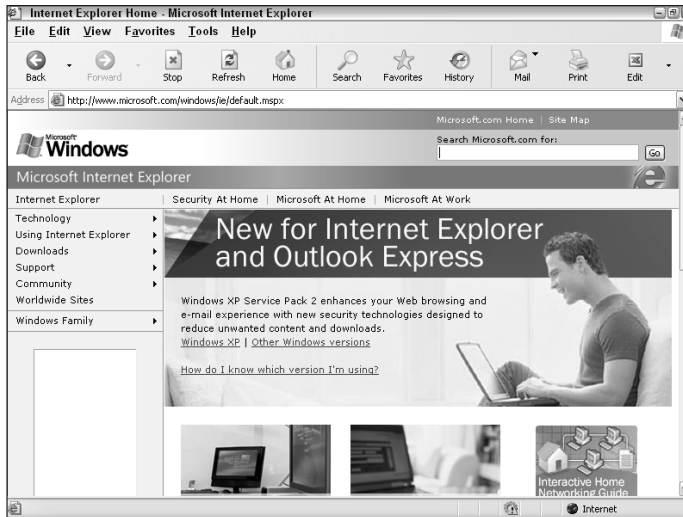 Internet Explorer Home - Microsoft Internet Explorer
File Edit View Favorites Tools Help
Back Forward Stop Refresh Home Search Favorites History Mail Print Edit
Address http://www.microsoft.com/windows/ie/default.mspx
Microsoft.com Home | Site Map
Microsoft
Windows
Search Microsoft.com for:
Go
Microsoft Internet Explorer
Internet Explorer | Security At Home | Microsoft At Home | Microsoft At Work
Technology
Using Internet Explorer
Downloads
Support
Community
Worldwide Sites
Windows Family
New for Internet Explorer
and Outlook Express
Windows XP Service Pack 2 enhances your Web browsing and
e-mail experience with new security technologies designed to
reduce unwanted content and downloads.
Windows XP | Other Windows versions
How do I know which version I'm using?
Interactive Home
Networking Guide
Internet